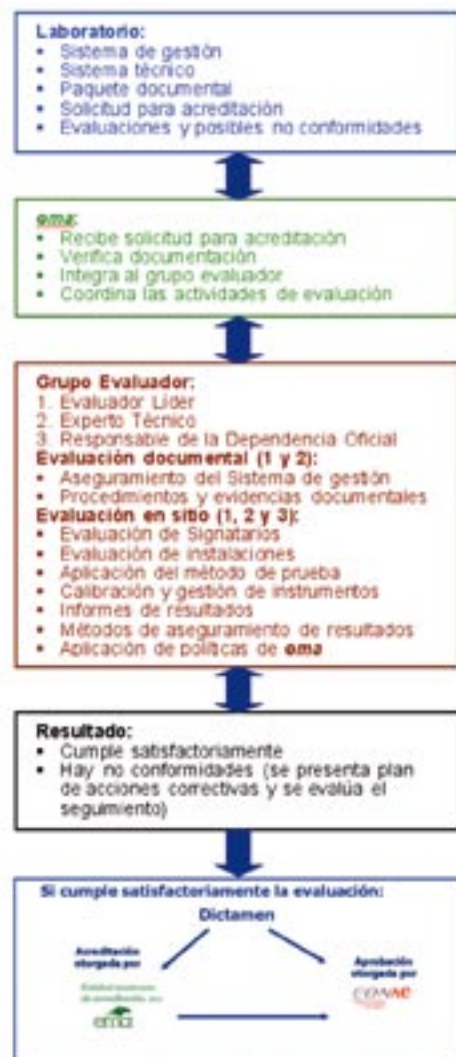 Laboratorio:
• Sistema de gestión
• Sistema técnico
• Paquete documental
• Solicitud para acreditación
• Evaluaciones y posibles no conformidades
ema:
• Recibe solicitud para acreditación
• Verifica documentación
• Integra al grupo evaluador
• Coordina las actividades de evaluación
Grupo Evaluador:
1. Evaluador Líder
2. Experto Técnico
3. Responsable de la Dependencia Oficial
Evaluación documental (1 y 2):
• Aseguramiento del Sistema de gestión
• Procedimientos y evidencias documentales
Evaluación en sitio (1, 2 y 3):
• Evaluación de Signatarios
• Evaluación de instalaciones
• Aplicación del método de prueba
• Calibración y gestión de instrumentos
• Informes de resultados
• Métodos de aseguramiento de resultados
• Aplicación de políticas de ema
Resultado:
• Cumple satisfactoriamente
• Hay no conformidades (se presenta plan
de acciones correctivas y se evalúa el
seguimiento)
Si cumple satisfactoriamente la evaluación:
Dictamen
Acreditación
otorgada por
Aprobación
otorgada por
de acreditación
ema